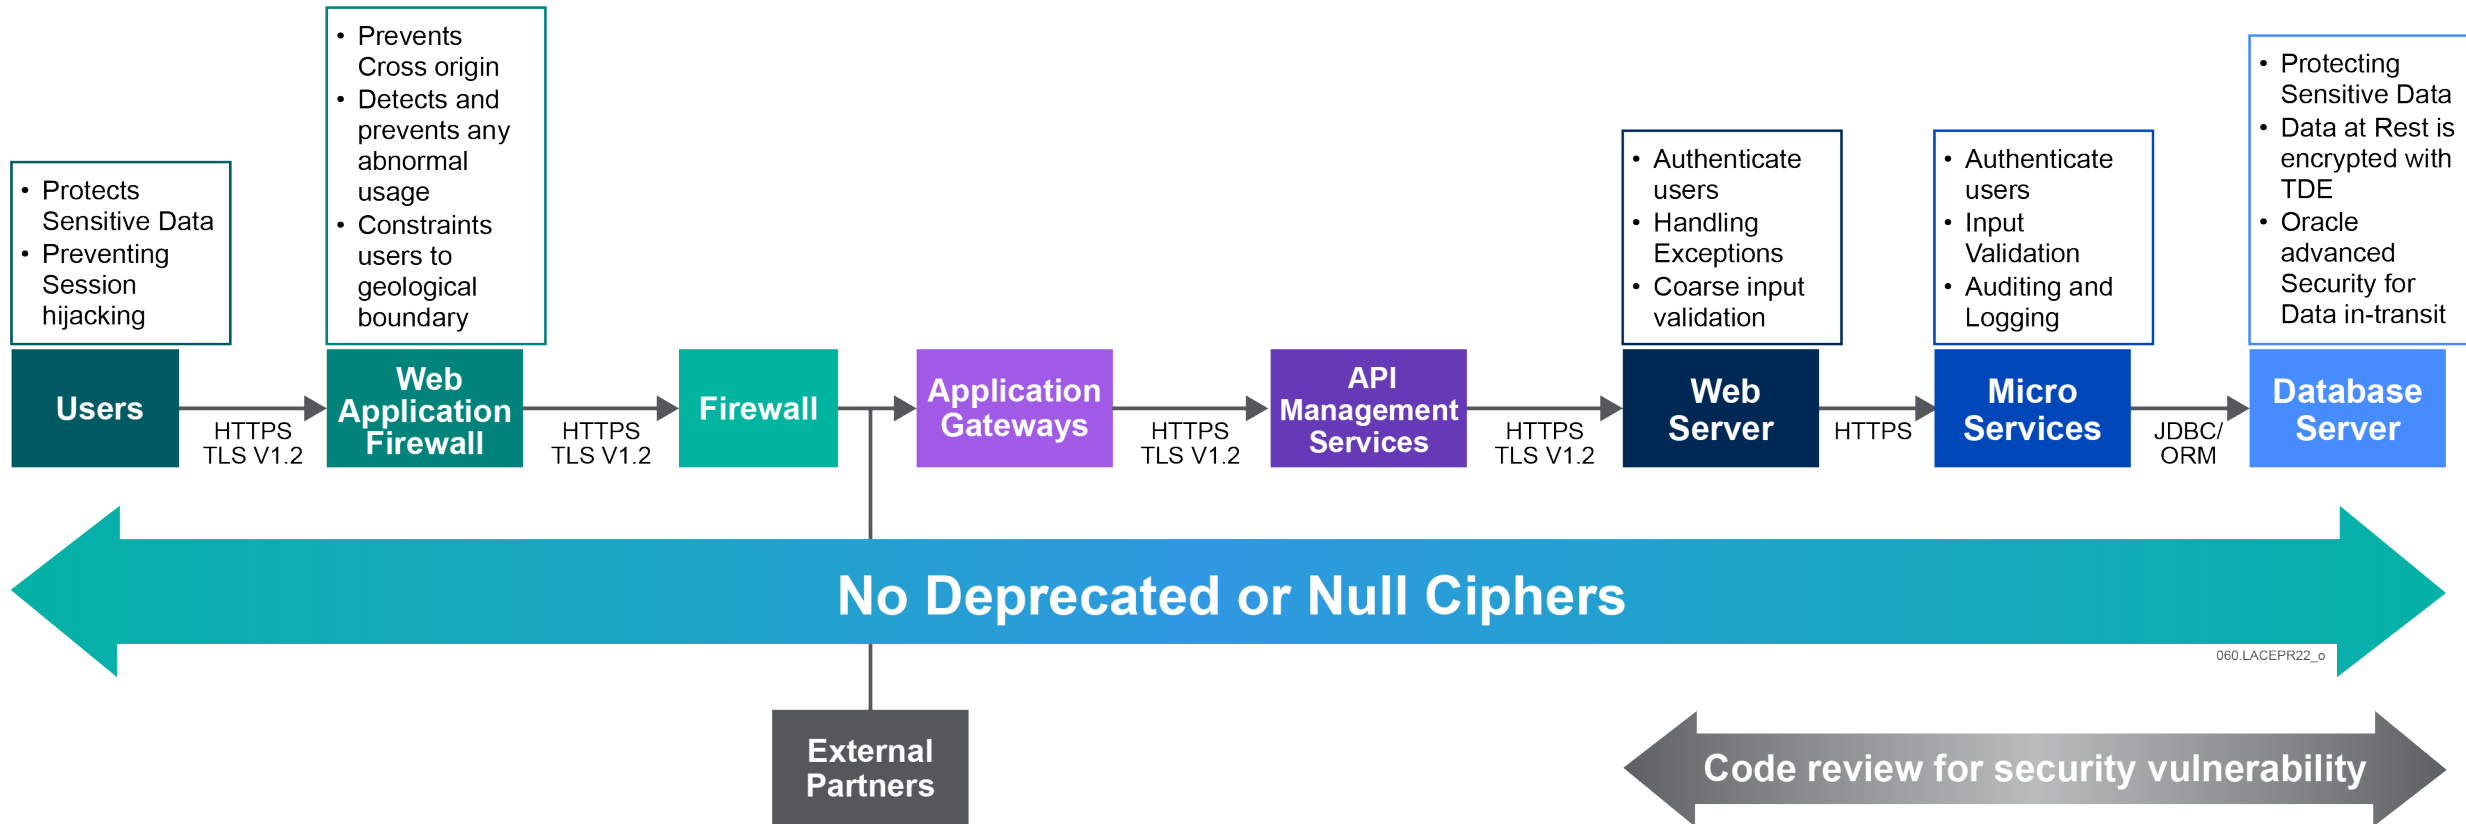 • Protects
Sensitive Data
• Preventing
Session
hijacking
Users
HTTPS
TLS V1.2
• Prevents
Cross origin
• Detects and
prevents any
abnormal
usage
• Constraints
users to
geological
boundary
Web
Application
Firewall
HTTPS
TLS V1.2
Firewall
Application
Gateways
HTTPS
TLS V1.2
API
Management
Services
HTTPS
TLS V1.2
• Authenticate
users
• Handling
Exceptions
• Coarse input
validation
Web
Server
HTTPS
• Authenticate
users
• Input
Validation
• Auditing and
Logging
Micro
Services
JDBC/
ORM
• Protecting
Sensitive Data
• Data at Rest is
encrypted with
TDE
• Oracle
advanced
Security for
Data in-transit
Database
Server
No Deprecated or Null Ciphers
060.LACEPR22_o
External
Partners
Code review for security vulnerability